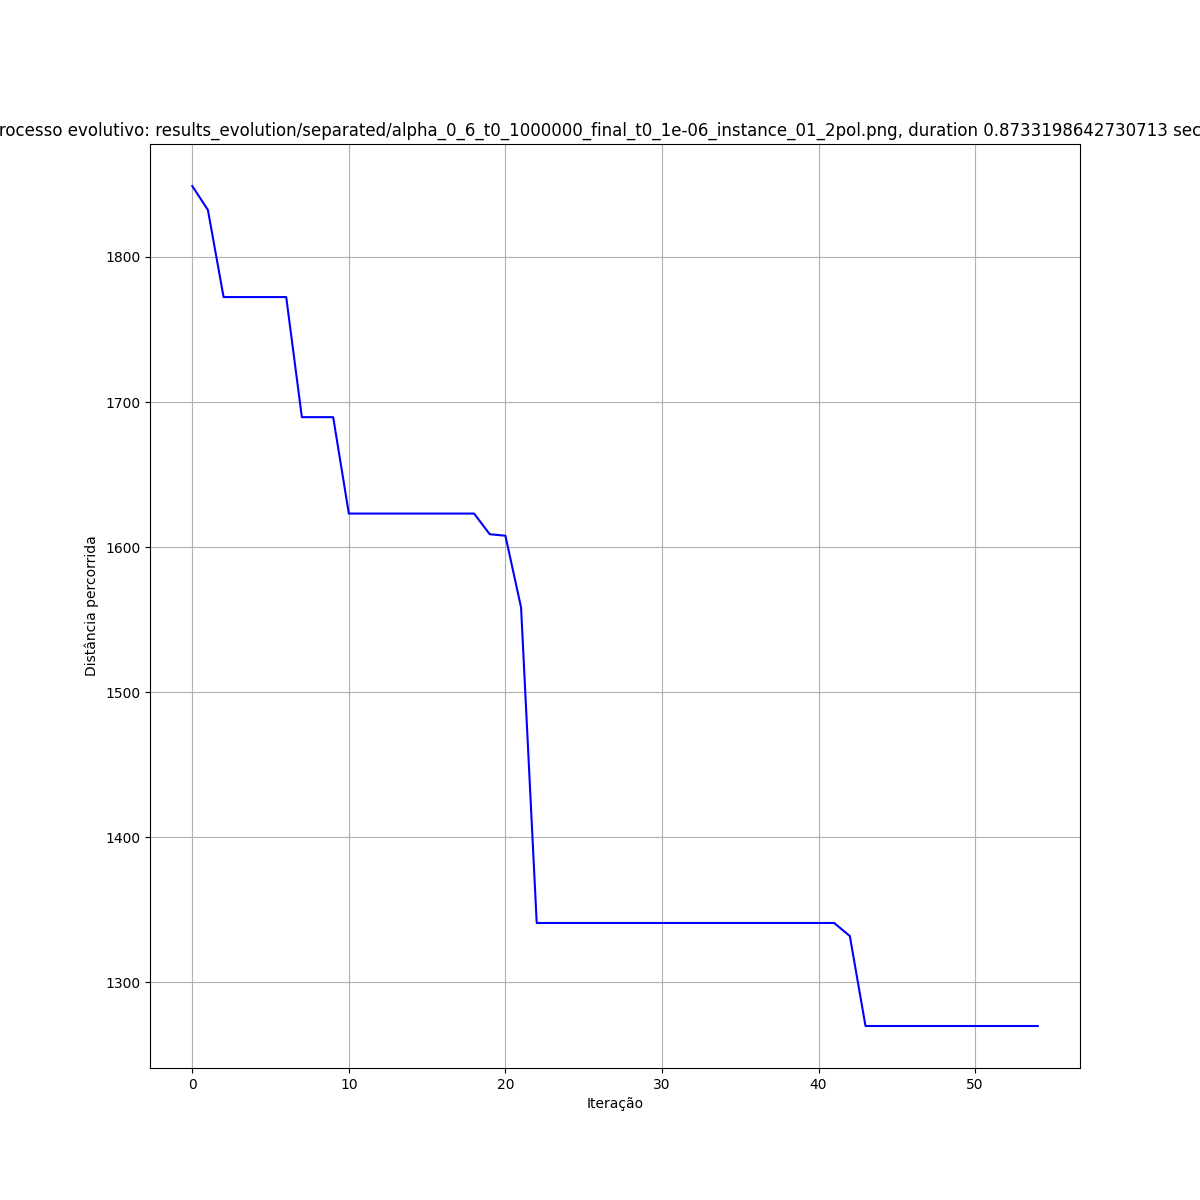 rocesso evolutivo: results_evolution/separated/alpha_0_6_t0_1000000_final_t0_1e-06_instance_01_2pol.png, duration 0.8733198642730713 sec
1800
1700
1600
1500
1400
1300
Distância percorrida
0 10 20 30 40 50
Iteração